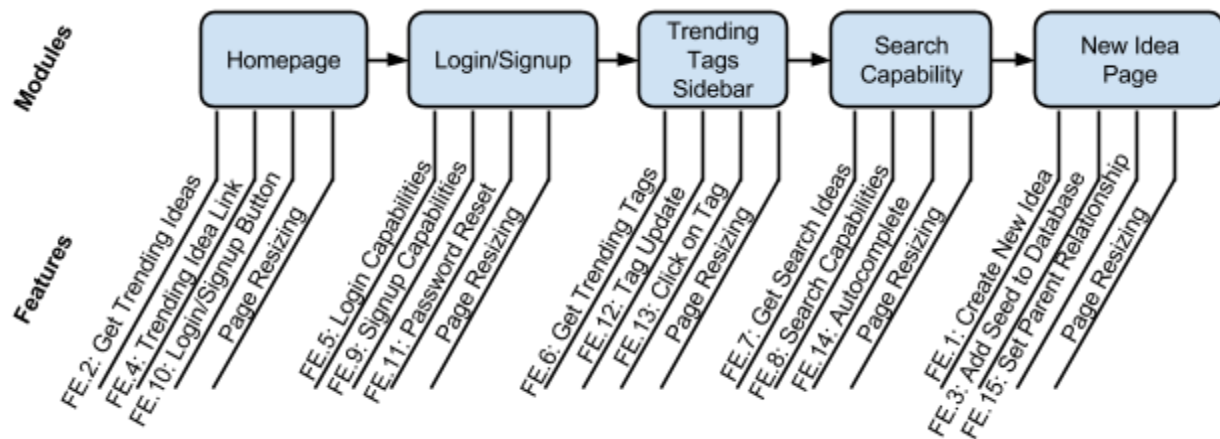 Modules
Homepage
Login/Signup
Trending
Tags
Sidebar
Search
Capability
New Idea
Page
Features
FE.2: Get Trending Ideas
FE.4: Trending Idea Link
FE.10: Login/Signup Button
Page Resizing
FE.5: Login Capabilities
FE.9: Signup Capabilities
FE.11: Password Reset
Page Resizing
FE.6: Get Trending Tags
FE.12: Tag Update
FE.13: Click on Tag
Page Resizing
FE.7: Get Search Ideas
FE.8: Search Capabilities
FE.14: Autocomplete
Page Resizing
FE.1: Create New Idea
FE.3: Add Seed to Database
FE.15: Set Parent Relationship
Page Resizing